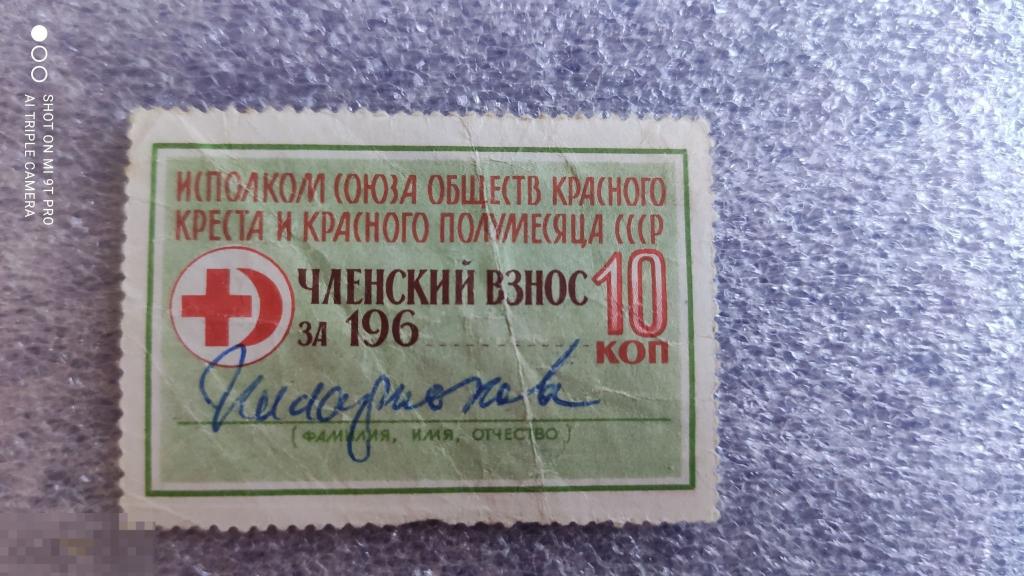 SHOT ON MI 9T PRO
AI TRIPLE CAMERA
ИСПОЛКОМ СОЮЗА ОБЩЕСТВ КРАСНОГО
КРЕСТА И КРАСНОГО ПОЛУМЕСЯЦА СССР
ЧЛЕНСКИЙ ВЗНОС 10
ЗА 196 КОП
(ФАМИЛИЯ, ИМЯ, ОТЧЕСТВО)